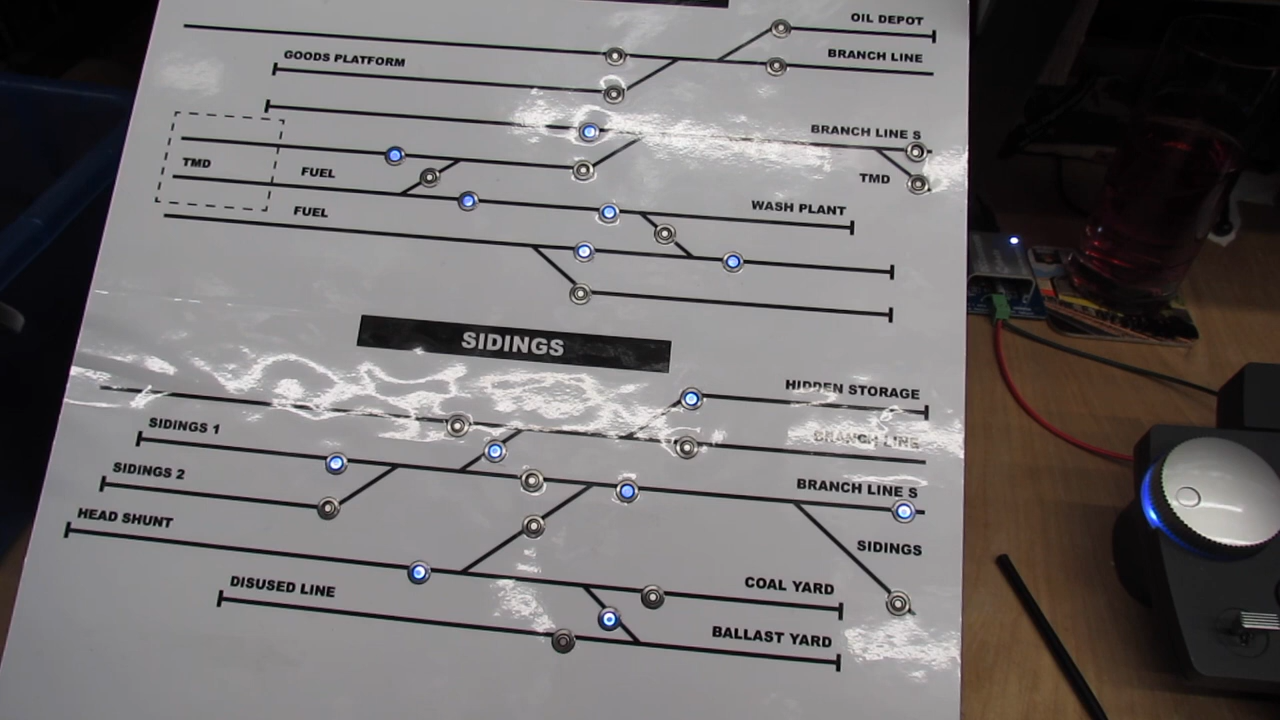 OIL DEPOT
BRANCH LINE
GOODS PLATFORM
BRANCH LINE S
TMD
FUEL
TMD
WASH PLANT
FUEL
SIDINGS
HIDDEN STORAGE
BRANCH LINE
SIDINGS 1
SIDINGS 2
BRANCH LINE S
HEAD SHUNT
SIDINGS
DISUSED LINE
COAL YARD
BALLAST YARD